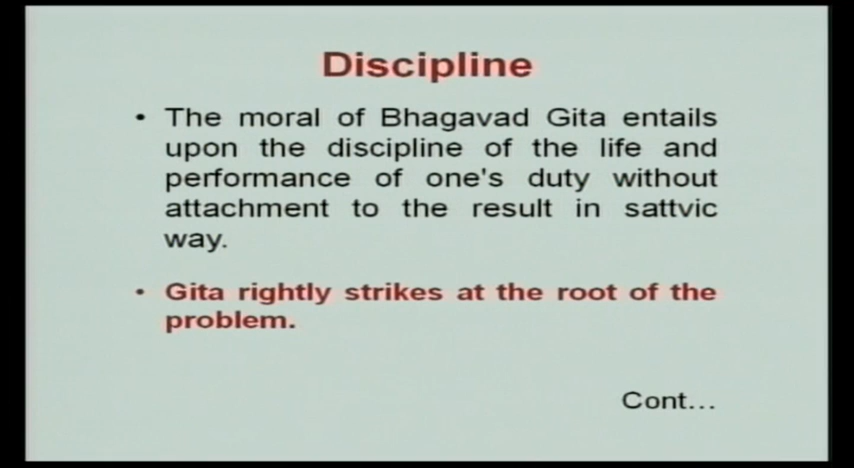 Discipline
• The moral of Bhagavad Gita entails
upon the discipline of the life and
performance of one's duty without
attachment to the result in sattvic
way.
• Gita rightly strikes at the root of the
problem.
Cont...